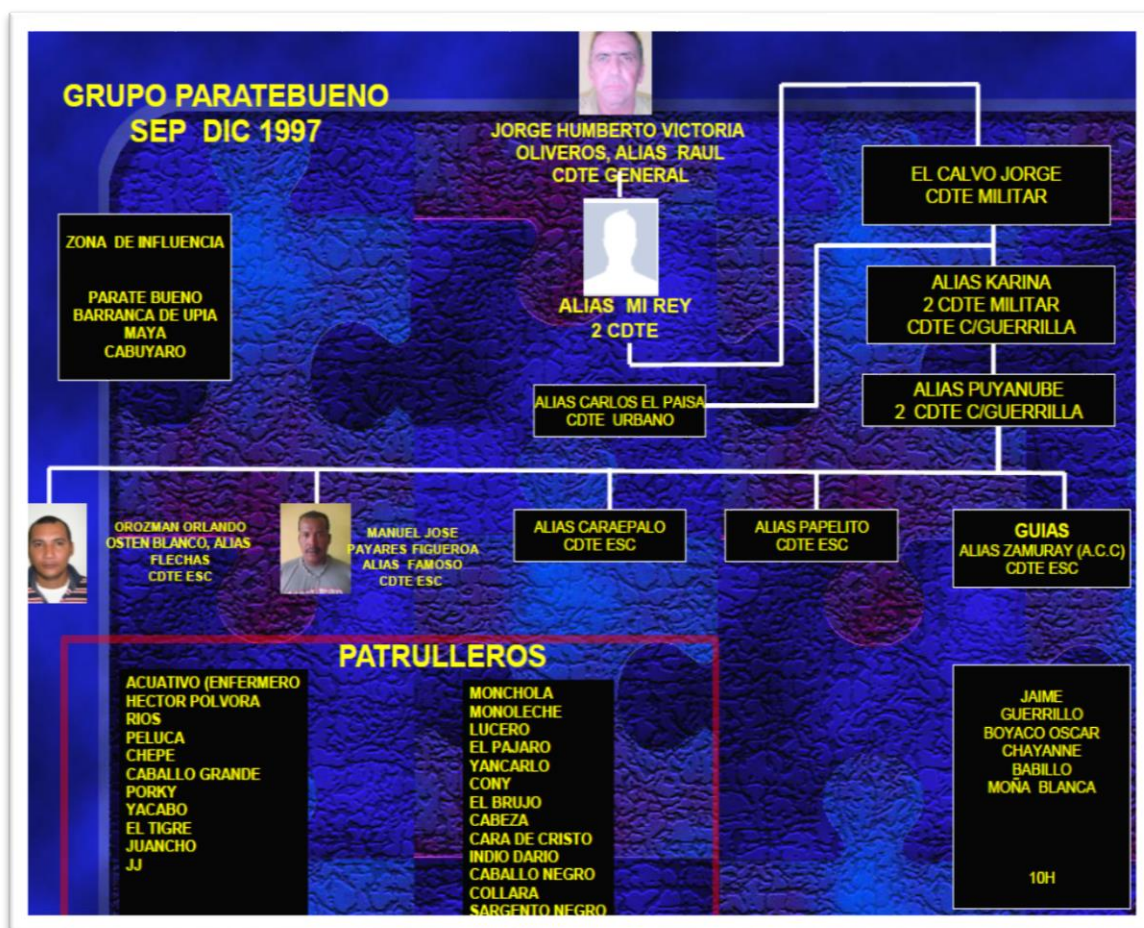 GRUPO PARATEBUENO
SEP DIC 1997
JORGE HUMBERTO VICTORIA
OLIVEROS, ALIAS RAUL
CDTE GENERAL
EL CALVO JORGE
CDTE MILITAR
ZONA DE INFLUENCIA
PARATE BUENO
BARRANCA DE UPIA
MAYA
CABUYARO
ALIAS MI REY
2 CDTE
ALIAS KARINA
2 CDTE MILITAR
CDTE C/GUERRILLA
ALIAS CARLOS EL PAISA
CDTE URBANO
ALIAS PUYANUBE
2 CDTE C/GUERRILLA
OROZMAN ORLANDO
OSTEN BLANCO, ALIAS
FLECHAS
CDTE ESC
MANUEL JOSE
PAYARES FIGUEROA
ALIAS FAMOSO
CDTE ESC
ALIAS CARAEPALO
CDTE ESC
ALIAS PAPELITO
CDTE ESC
GUIAS
ALIAS ZAMURAY (A.C.C)
CDTE ESC
PATRULLEROS
ACUATIVO (ENFERMERO
HECTOR POLVORA
RIOS
PELUCA
CHEPE
CABALLO GRANDE
PORKY
YACABO
EL TIGRE
JUANCHO
JJ
MONCHOLA
MONOLECHE
LUCERO
EL PAJARO
YANCARLO
CONY
EL BRUJO
CABEZA
CARA DE CRISTO
INDIO DARIO
CABALLO NEGRO
COLLARA
SARGENTO NEGRO
JAIME
GUERRILLO
BOYACO OSCAR
CHAYANNE
BABILLO
MOÑA BLANCA
10H